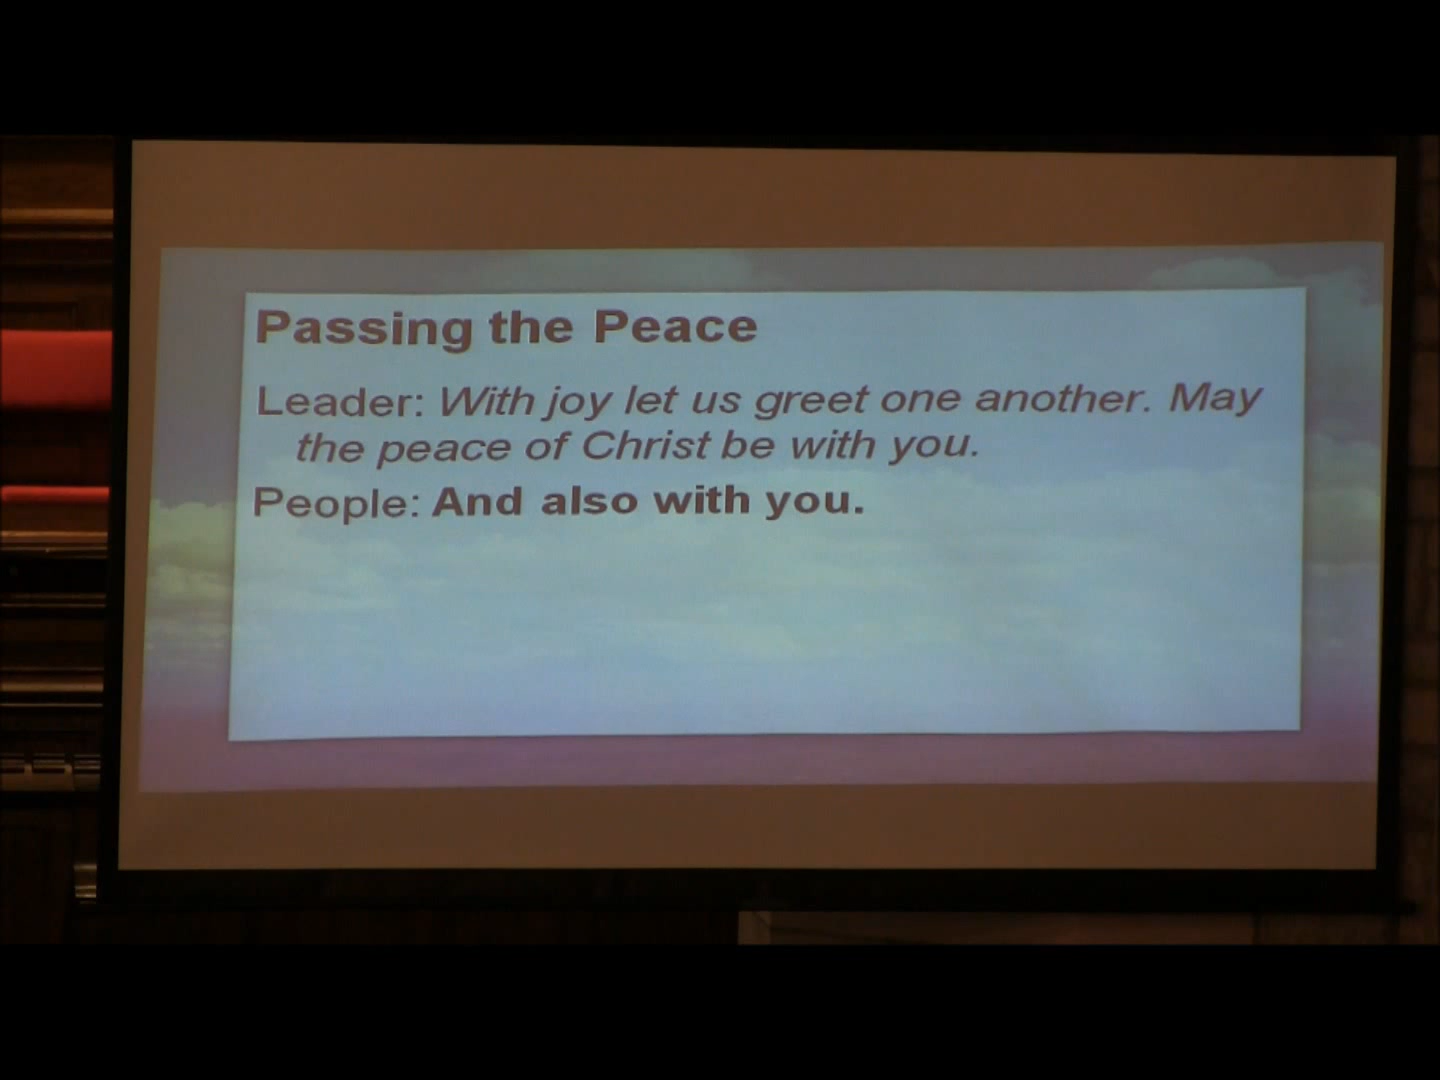 Passing the Peace
Leader: With joy let us greet one another. May
the peace of Christ be with you.
People: And also with you.